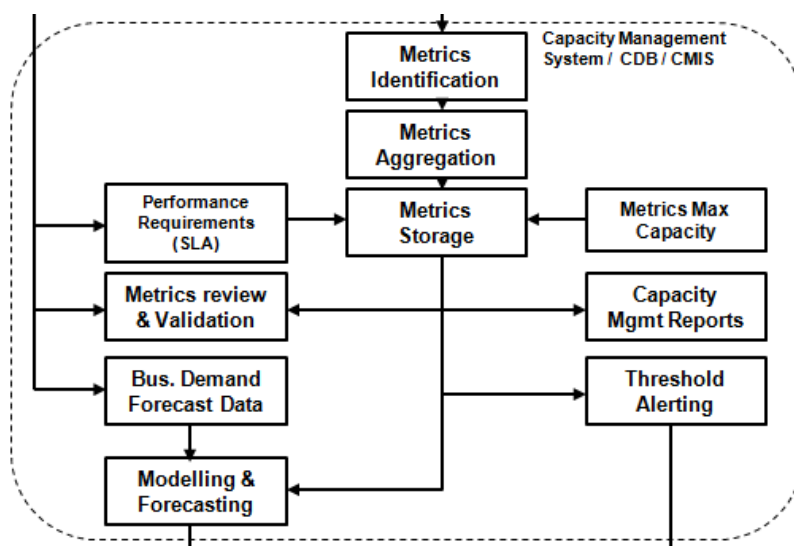 Capacity Management
System / CDB / CMIS
Metrics
Identification
Metrics
Aggregation
Performance
Requirements
(SLA)
Metrics
Storage
Metrics Max
Capacity
Metrics review
& Validation
Capacity
Mgmt Reports
Bus. Demand
Forecast Data
Threshold
Alerting
Modelling &
Forecasting